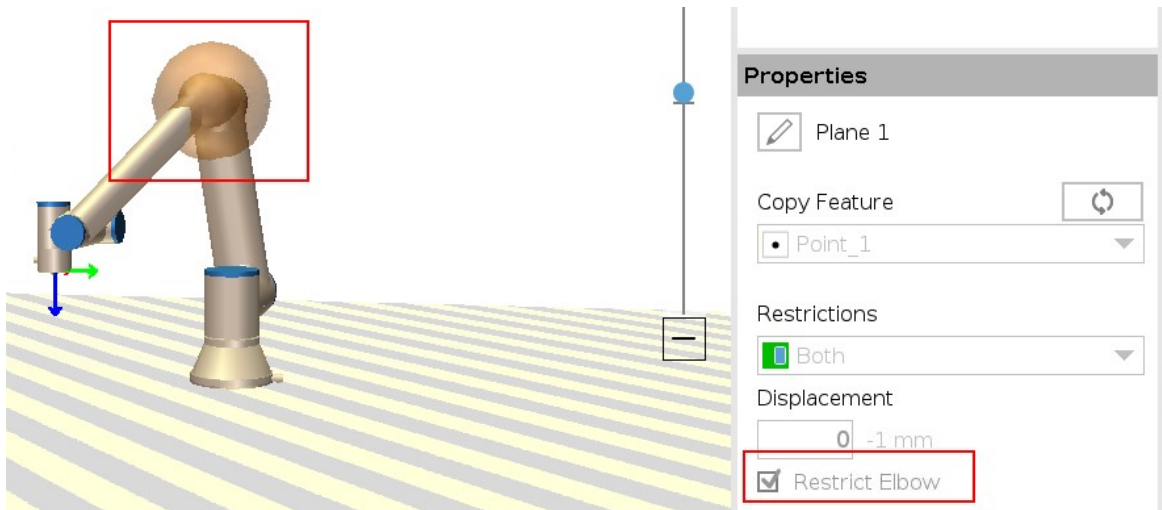 Properties
Plane 1
Copy Feature
Point_1
Restrictions
Both
Displacement
0 -1 mm
Restrict Elbow